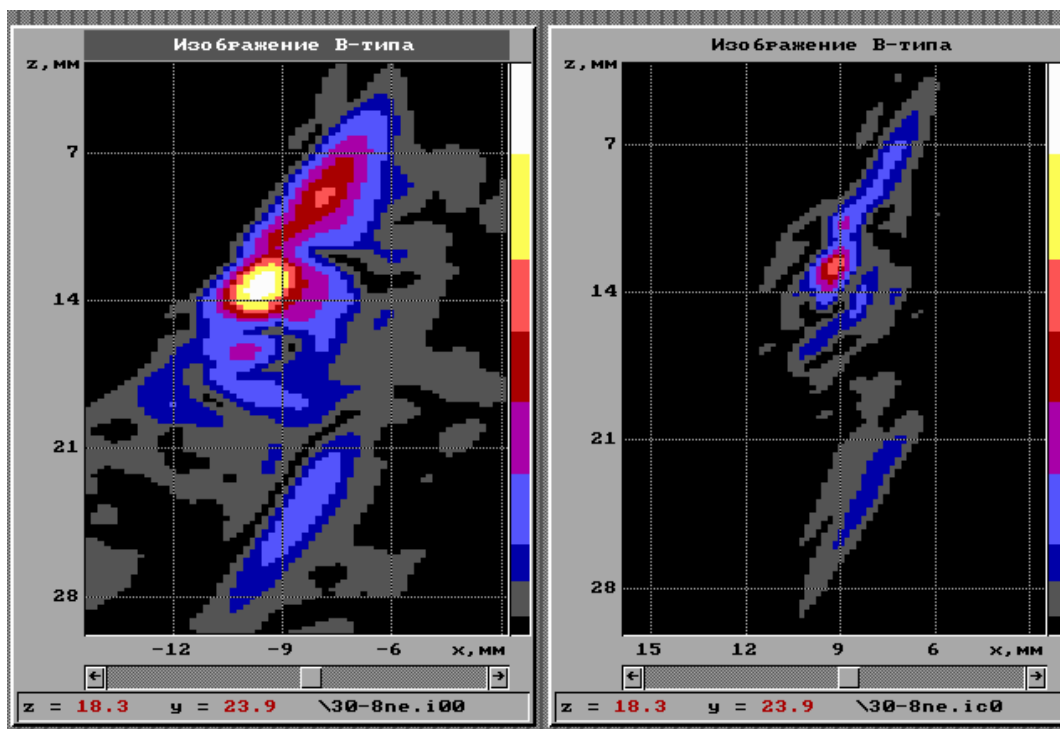 Изображение B-типа
z,мм
7
14
21
28
-12 -9 -6 x,мм
z = 18.3 y = 23.9 \30-8ne.i00
Изображение B-типа
z,мм
7
14
21
28
15 12 9 6 x,мм
z = 18.3 y = 23.9 \30-8ne.ic0